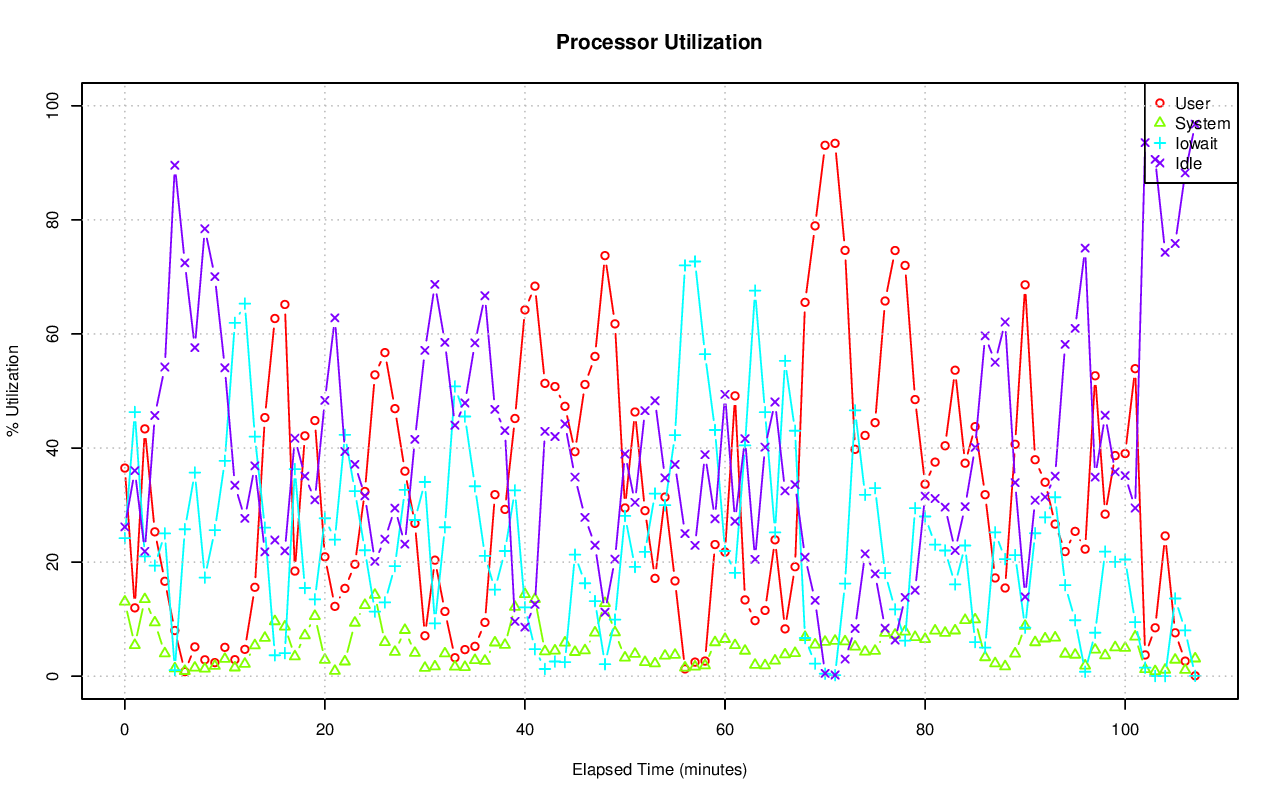 Processor Utilization
% Utilization
100
80
60
40
20
0
User
System
Iowait
Idle
0 20 40 60 80 100
Elapsed Time (minutes)